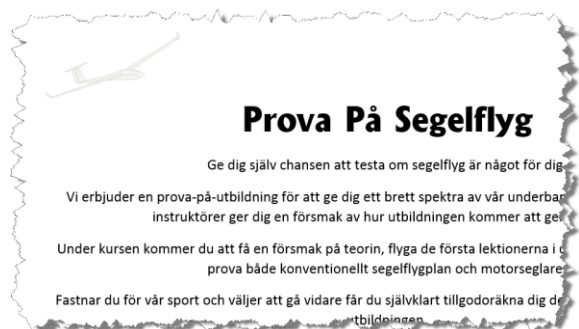 Prova På Segelflyg
Ge dig själv chansen att testa om segelflyg är något för dig
Vi erbjuder en prova-på-utbildning för att ge dig ett brett spektra av vår
instruktörer ger dig en försmak av hur utbildningen kommer att
Under kursen kommer du att få en försmak på teorin, flyga de första lektionerna i
prova både konventionellt segelflygplan och motorseglare
Fastnar du för vår sport och väljer att gå vidare får du självklart tillgodoräkna dig
utbildningen